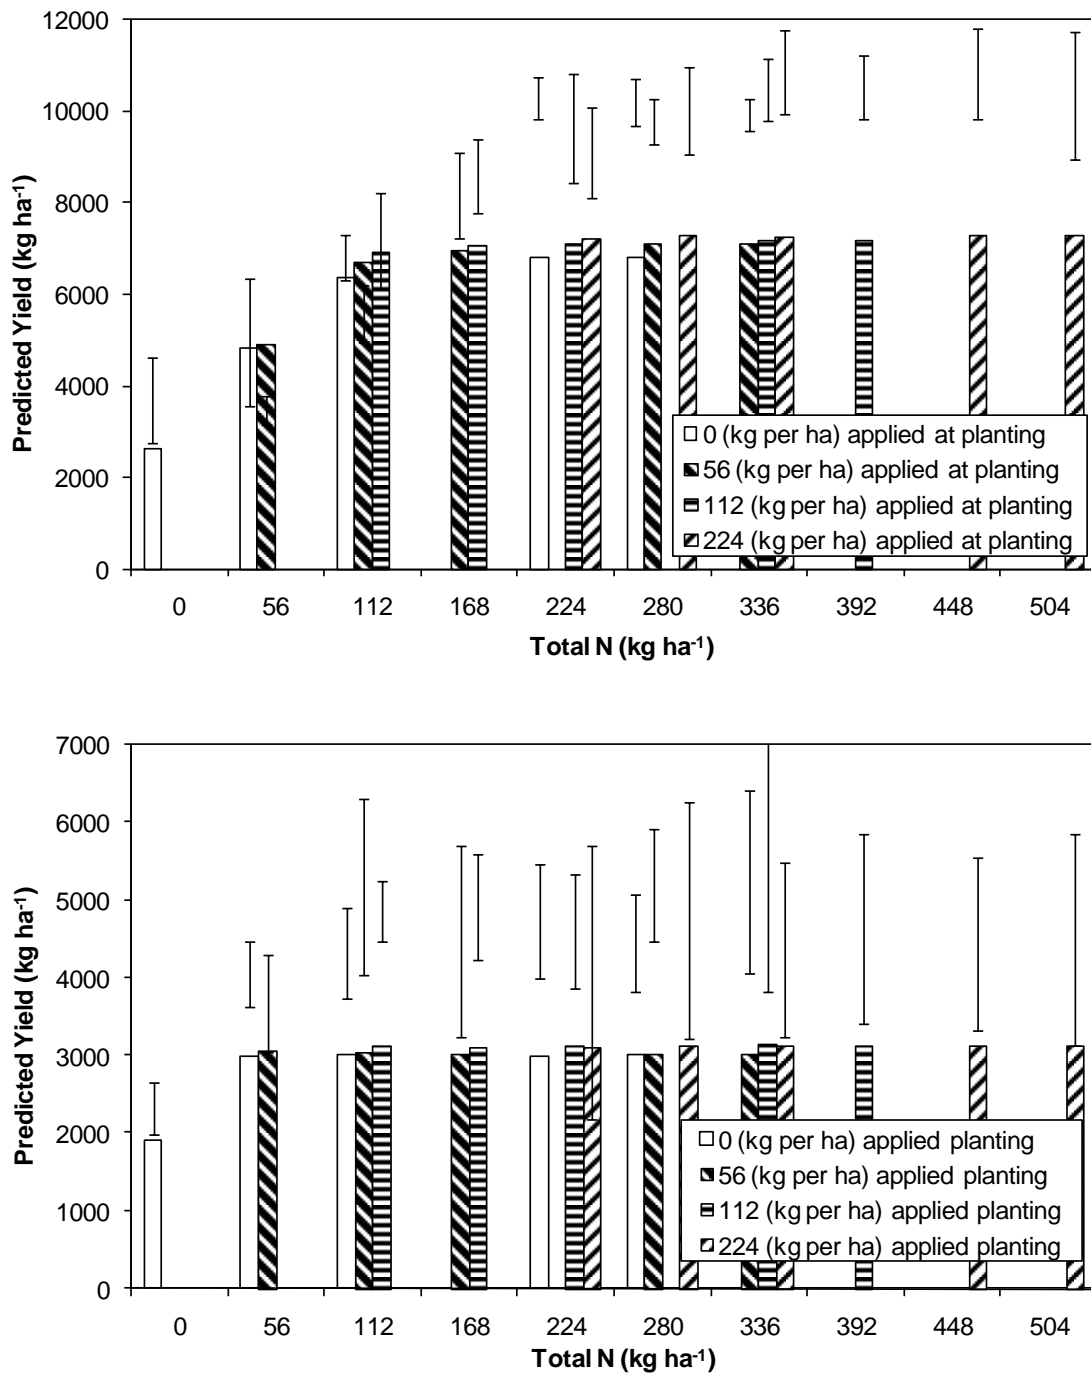 12000
10000
8000
6000
4000
2000
0
Predicted Yield (kg ha-1)
0 (kg per ha) applied at planting
56 (kg per ha) applied at planting
112 (kg per ha) applied at planting
224 (kg per ha) applied at planting
0 56 112 168 224 280 336 392 448 504
Total N (kg ha-1)
7000
6000
5000
4000
3000
2000
1000
0
Predicted Yield (kg ha-1)
0 (kg per ha) applied planting
56 (kg per ha) applied planting
112 (kg per ha) applied planting
224 (kg per ha) applied planting
0 56 112 168 224 280 336 392 448 504
Total N (kg ha-1)